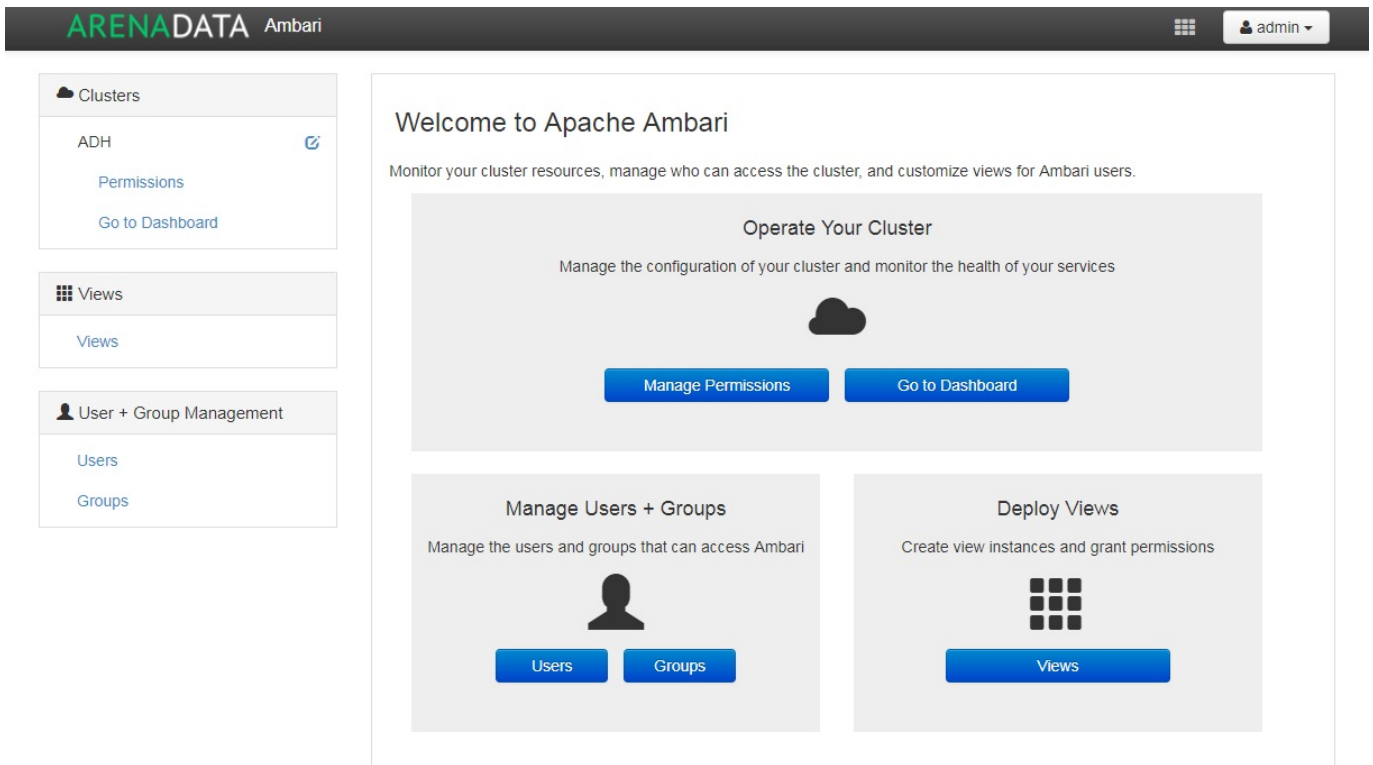 ARENADATA Ambari
admin
Clusters
ADH
Permissions
Go to Dashboard
Views
Views
User + Group Management
Users
Groups
Welcome to Apache Ambari
Monitor your cluster resources, manage who can access the cluster, and customize views for Ambari users.
Operate Your Cluster
Manage the configuration of your cluster and monitor the health of your services
Manage Permissions
Go to Dashboard
Manage Users + Groups
Manage the users and groups that can access Ambari
Users
Groups
Deploy Views
Create view instances and grant permissions
Views